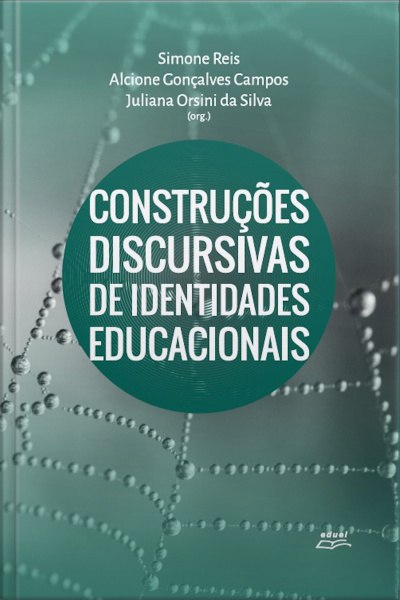 Simone Reis
Alcione Gonçalves Campos
Juliana Orsini da Silva
(org.)
CONSTRUÇÕES
DISCURSIVAS
DE IDENTIDADES
EDUCACIONAIS
eduel